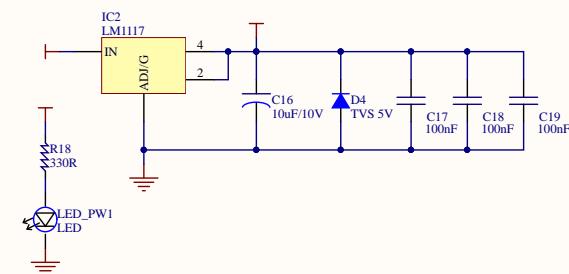 IC2
LM1117
IN
ADJ/G
4
2
C16
10uF/10V
D4
TVS 5V
C17
100nF
C18
100nF
C19
100nF
R18
330R
LED_PW1
LED